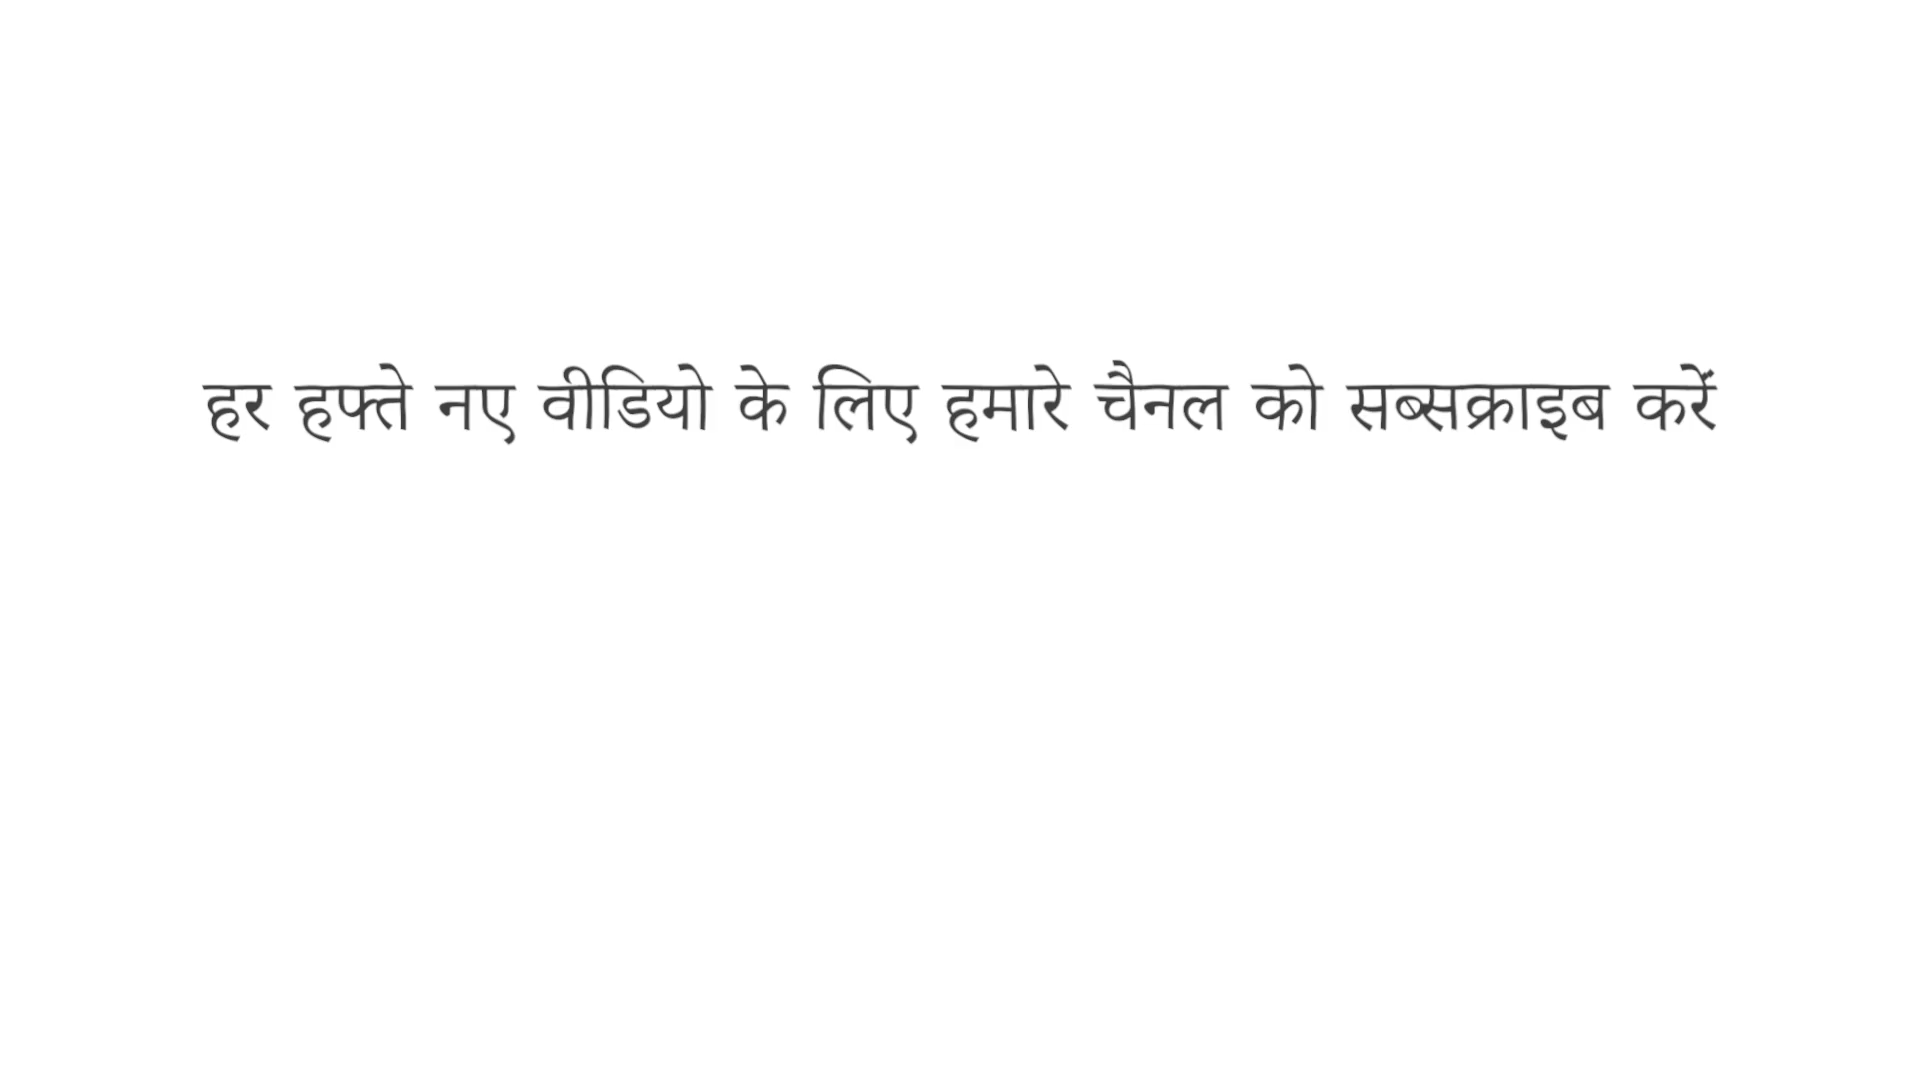 हर हफ्ते नए वीडियो के लिए हमारे चैनल को सब्सक्राइब करें